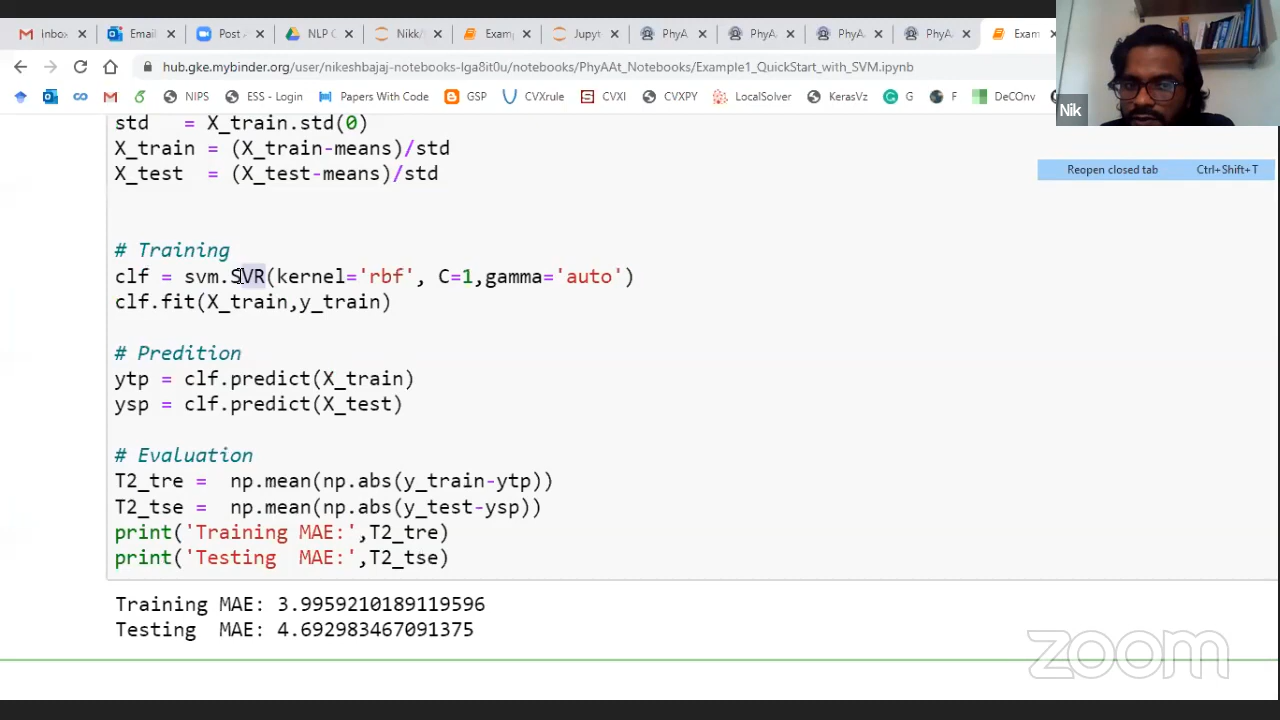 Inbo
Email
Post A
NLP C
Nikk/
Examp
Jupyt
PhyA
PhyA
PhyA
PhyA
Exam
hub.gke.mybinder.org/user/nikeshbajaj-notebooks-lga8it0u/notebooks/PhyAAt_Notebooks/Example1_QuickStart_with_SVM.ipynb
NIPS
ESS - Login
Papers With Code
GSP
CVXrule
CVXI
CVXPY
LocalSolver
KerasVz
G
F
DeCOnv
Nik
Reopen closed tab Ctrl+Shift+T
std = X_train.std(0)
X_train = (X_train-means)/std
X_test = (X_test-means)/std
# Training
clf = svm.SVR(kernel='rbf', C=1,gamma='auto')
clf.fit(X_train,y_train)
# Predition
ytp = clf.predict(X_train)
ysp = clf.predict(X_test)
# Evaluation
T2_tre = np.mean(np.abs(y_train-ytp))
T2_tse = np.mean(np.abs(y_test-ysp))
print('Training MAE:',T2_tre)
print('Testing MAE:',T2_tse)
Training MAE: 3.9959210189119596
Testing MAE: 4.692983467091375
zoom